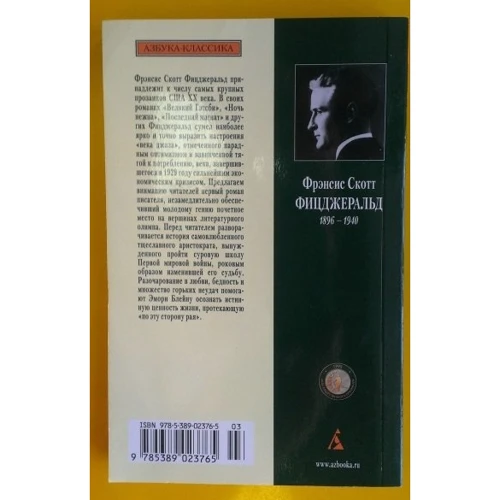 АЗБУКА-КЛАССИКА
Фрэнсис Скотт Фицджеральд при-
надлежит к числу самых крупных
прозаиков США XX века. В своих
романах «Великий Гэтсби», «Ночь
нежна», «Последний магнат» и дру-
гих Фицджеральд сумел наиболее
ярко и точно выразить настроения
«века джаза», отмеченного парад-
ным оптимизмом и навязчивой тя-
гой к потреблению, века, завершив-
шегося в 1929 году сильнейшим эко-
номическим кризисом. Предлагаем
вниманию читателей первый роман
писателя, незамедлительно обеспе-
чивший молодому гению почетное
место на вершинах литературного
олимпа. Перед читателем развора-
чивается история самовлюбленного
тщеславного аристократа, вынуж-
денного пройти суровую школу
Первой мировой войны, роковым
образом изменившей его судьбу.
Разочарование в любви, бедность и
множество горьких неудач помога-
ют Эмори Блейну осознать истин-
ную ценность жизни, протекающую
«по эту сторону рая».
Фрэнсис Скотт
ФИЦДЖЕРАЛЬД
1896 – 1940
ISBN 978-5-389-02376-5
03
9 785389 023765
www.azbooka.ru